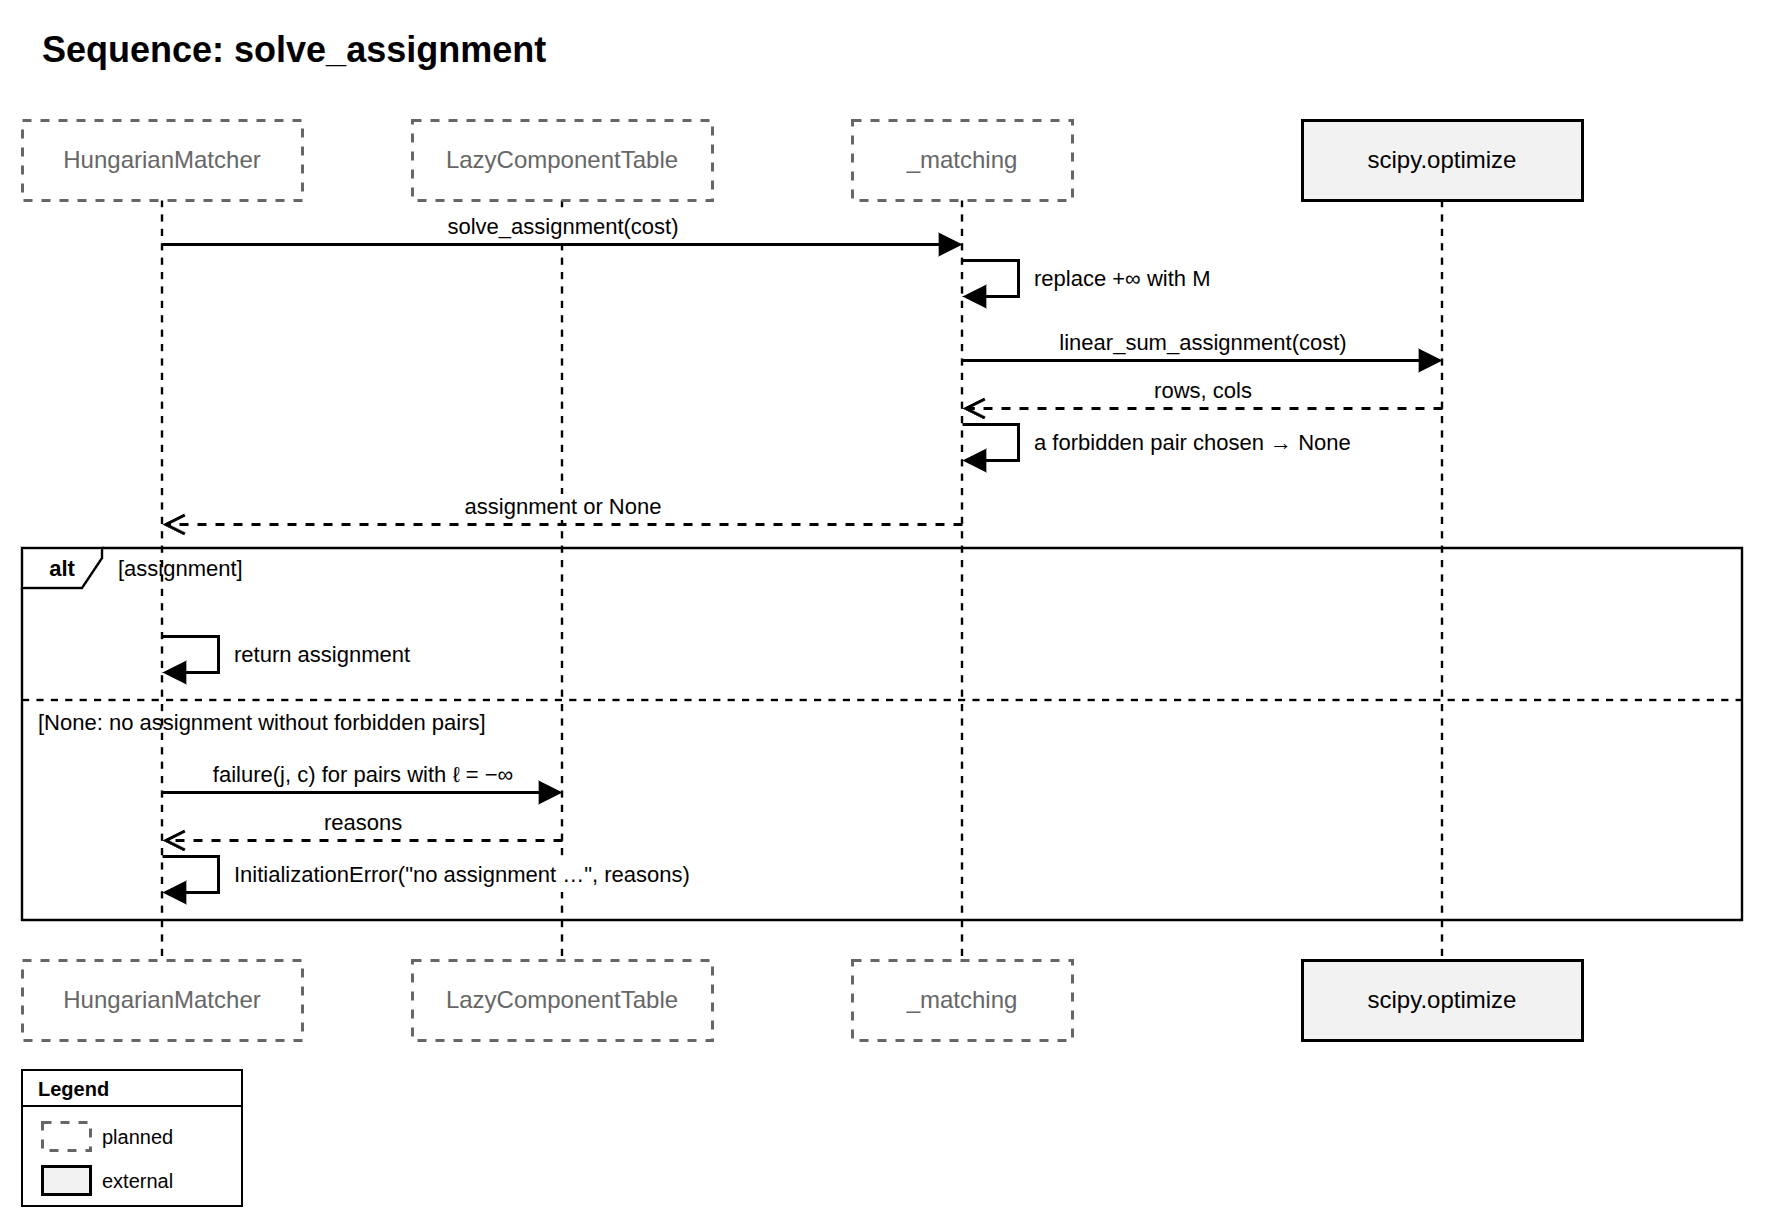 Sequence: solve_assignment
HungarianMatcher
LazyComponentTable
_matching
scipy.optimize
solve_assignment(cost)
replace +∞ with M
linear_sum_assignment(cost)
rows, cols
a forbidden pair chosen → None
assignment or None
alt
[assignment]
return assignment
[None: no assignment without forbidden pairs]
failure(j, c) for pairs with ℓ = −∞
reasons
InitializationError("no assignment …", reasons)
HungarianMatcher
LazyComponentTable
_matching
scipy.optimize
Legend
planned
external